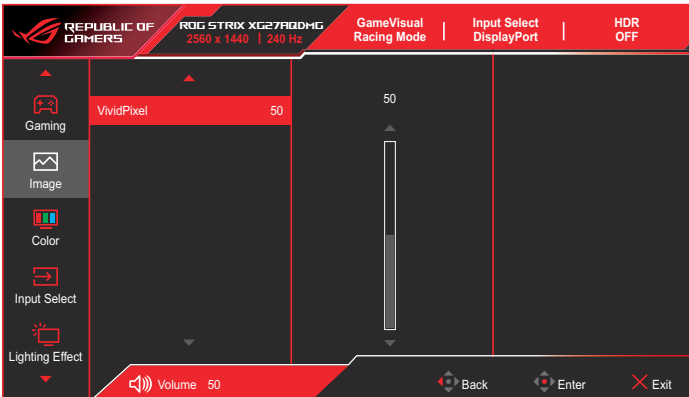 REPUBLIC OF
GAMERS
ROG STRIX XG27AQDMG
2560 x 1440 | 240 Hz
GameVisual
Racing Mode
Input Select
DisplayPort
HDR
OFF
Gaming
Image
Color
Input Select
Lighting Effect
VividPixel 50
50
Volume 50
Back
Enter
Exit